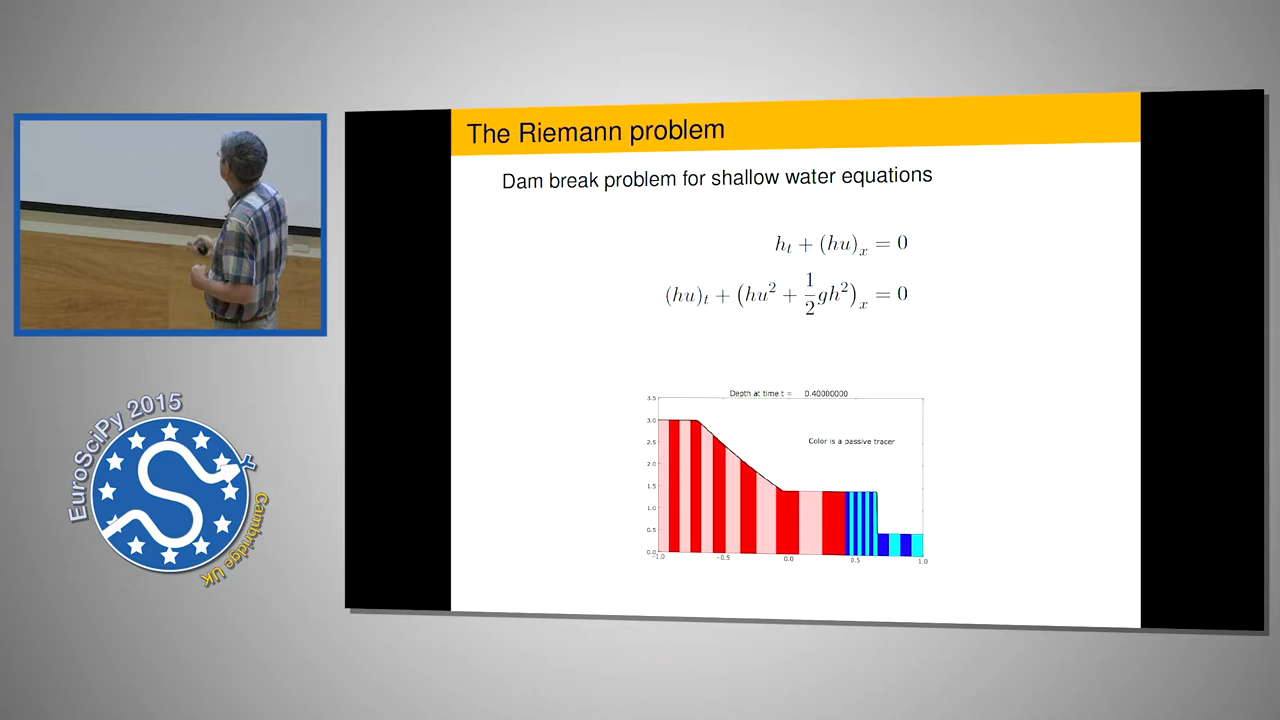 The Riemann problem
Dam break problem for shallow water equations
h_t + (hu)_x = 0
(hu)_t + (hu² + 1/2 gh²)_x = 0
Depth at time t = 0.40000000
Color is a passive tracer
3.5
3.0
2.5
2.0
1.5
1.0
0.5
0.0
-1.0 -0.5 0.0 0.5 1.0
EuroSciPy 2015
Cambridge UK